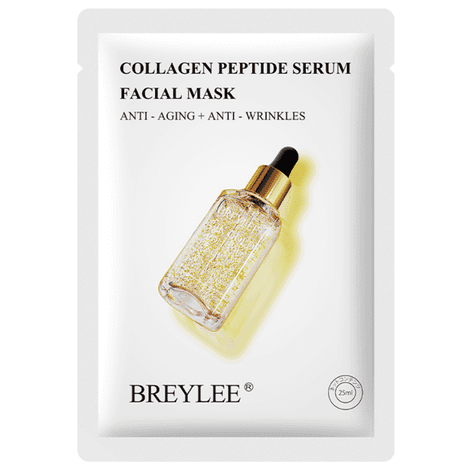 COLLAGEN PEPTIDE SERUM
FACIAL MASK
ANTI - AGING + ANTI - WRINKLES
BREYLEE®
25ml